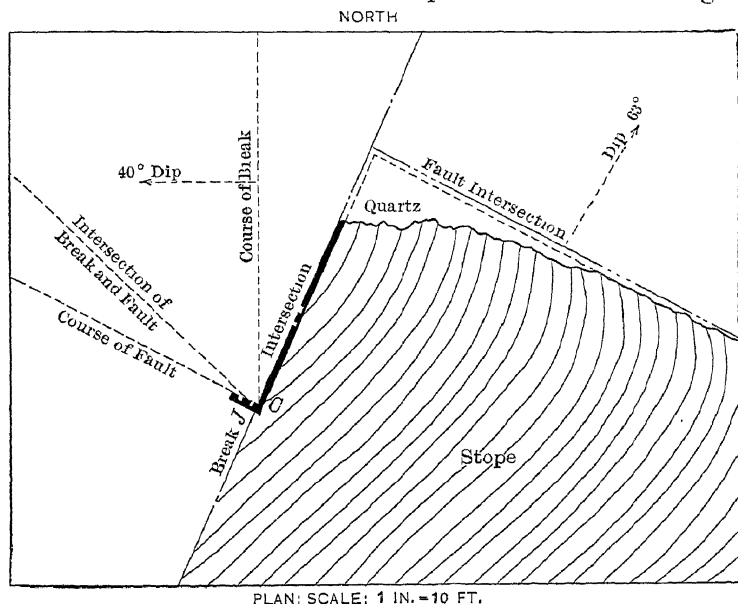 NORTH
Course of Break
40° Dip
Dip 63°
Fault Intersection
Quartz
Intersection of
Break and Fault
Course of Fault
Intersection
C
Break J
Stope
PLAN: SCALE: 1 IN.=10 FT.